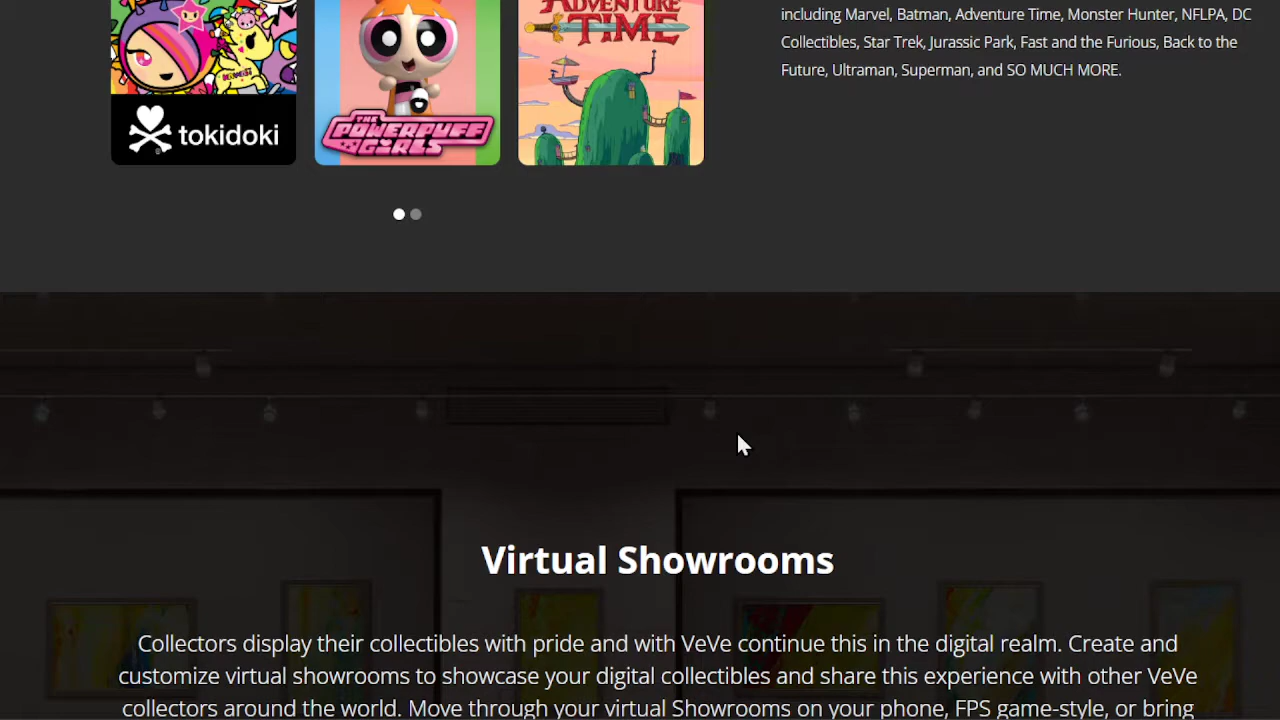 including Marvel, Batman, Adventure Time, Monster Hunter, NFLPA, DC
Collectibles, Star Trek, Jurassic Park, Fast and the Furious, Back to the
Future, Ultraman, Superman, and SO MUCH MORE.
tokidoki
THE
POWERPUFF
GIRLS
ADVENTURE
TIME
Virtual Showrooms
Collectors display their collectibles with pride and with VeVe continue this in the digital realm. Create and
customize virtual showrooms to showcase your digital collectibles and share this experience with other VeVe
collectors around the world. Move through your virtual Showrooms on your phone, FPS game-style, or bring